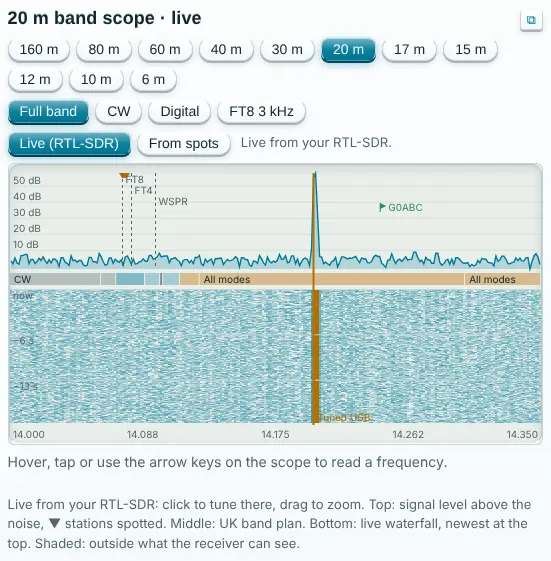 20 m band scope · live
160 m 80 m 60 m 40 m 30 m 20 m 17 m 15 m
12 m 10 m 6 m
Full band CW Digital FT8 3 kHz
Live (RTL-SDR) From spots Live from your RTL-SDR.
50 dB
40 dB
30 dB
20 dB
10 dB
FT8
FT4
WSPR
G0ABC
CW All modes All modes
now
−6 s
−13 s
Tuned USB
14.000 14.088 14.175 14.262 14.350
Hover, tap or use the arrow keys on the scope to read a frequency.
Live from your RTL-SDR: click to tune there, drag to zoom. Top: signal level above the
noise, ▼ stations spotted. Middle: UK band plan. Bottom: live waterfall, newest at the
top. Shaded: outside what the receiver can see.